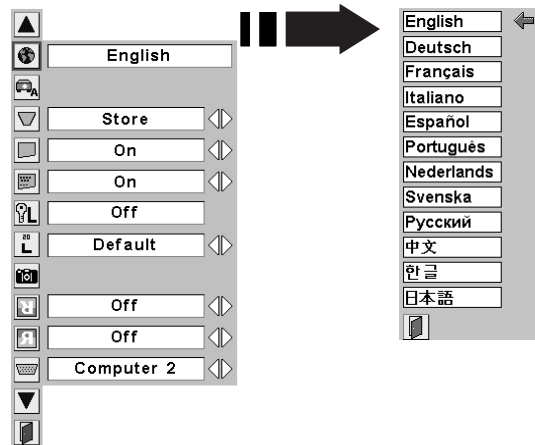 English
Store
On
On
Off
Default
Off
Off
Computer 2
English
Deutsch
Français
Italiano
Español
Português
Nederlands
Svenska
Русский
中文
한글
日本語